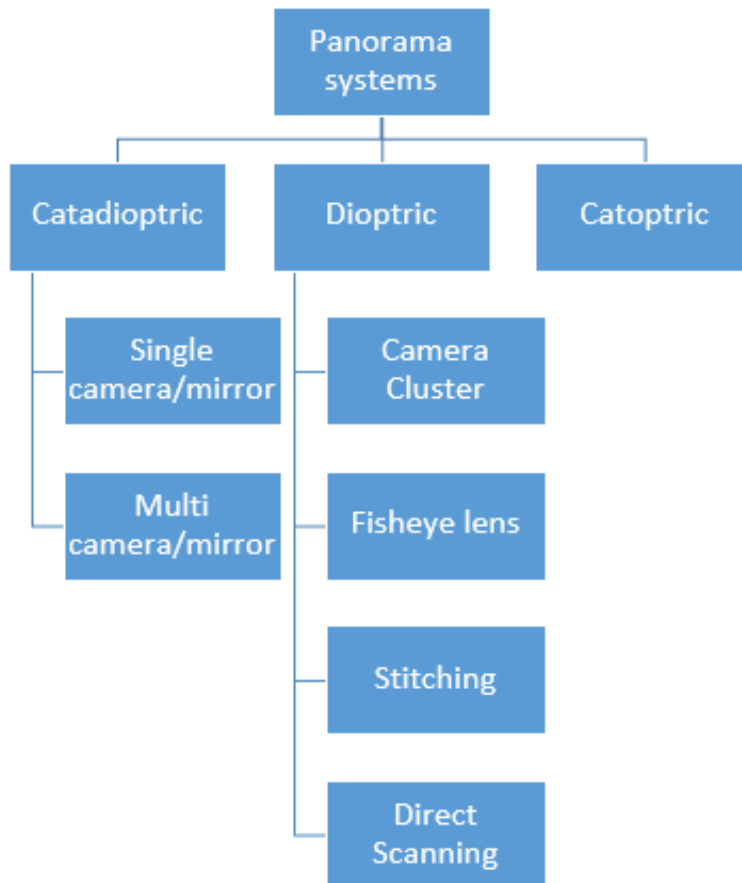 Panorama
systems
Catadioptric
Dioptric
Catoptric
Single
camera/mirror
Multi
camera/mirror
Camera
Cluster
Fisheye lens
Stitching
Direct
Scanning